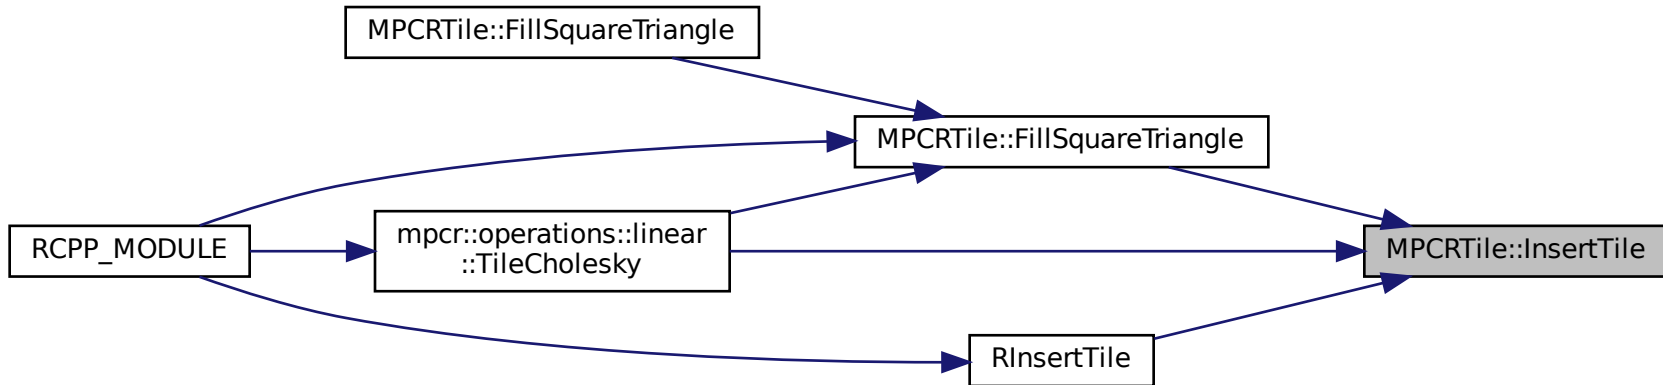 MPCRTile::FillSquareTriangle
MPCRTile::FillSquareTriangle
RCPP_MODULE
mpcr::operations::linear
::TileCholesky
MPCRTile::InsertTile
RInsertTile